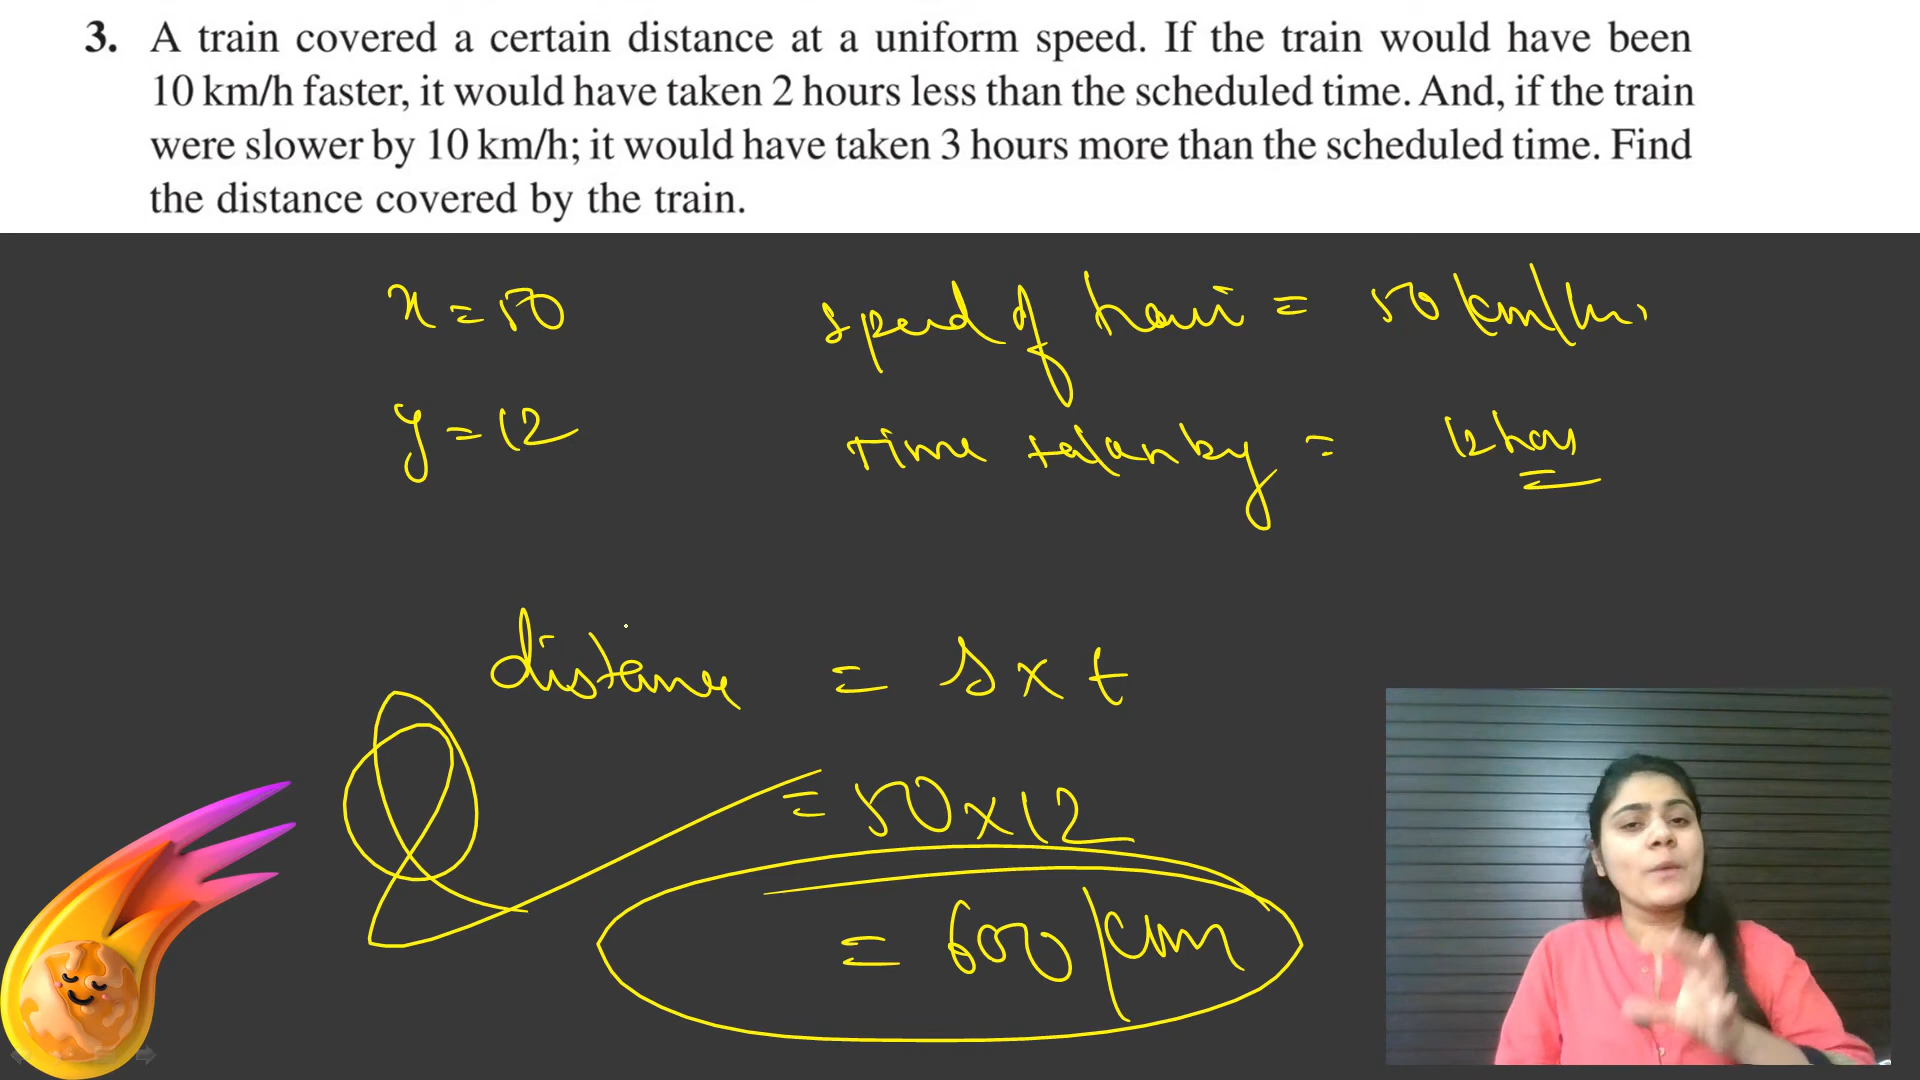 3. A train covered a certain distance at a uniform speed. If the train would have been
10 km/h faster, it would have taken 2 hours less than the scheduled time. And, if the train
were slower by 10 km/h; it would have taken 3 hours more than the scheduled time. Find
the distance covered by the train.
x = 50
speed of = 50 km/hr,
y = 12
Time taken by = 12
distance = s x t
= 50 x 12
= 600 km